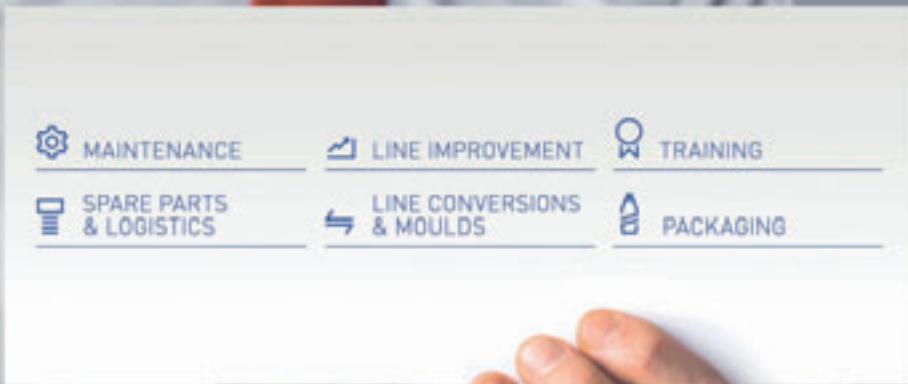 MAINTENANCE
LINE IMPROVEMENT
TRAINING
SPARE PARTS
& LOGISTICS
LINE CONVERSIONS
& MOULDS
PACKAGING